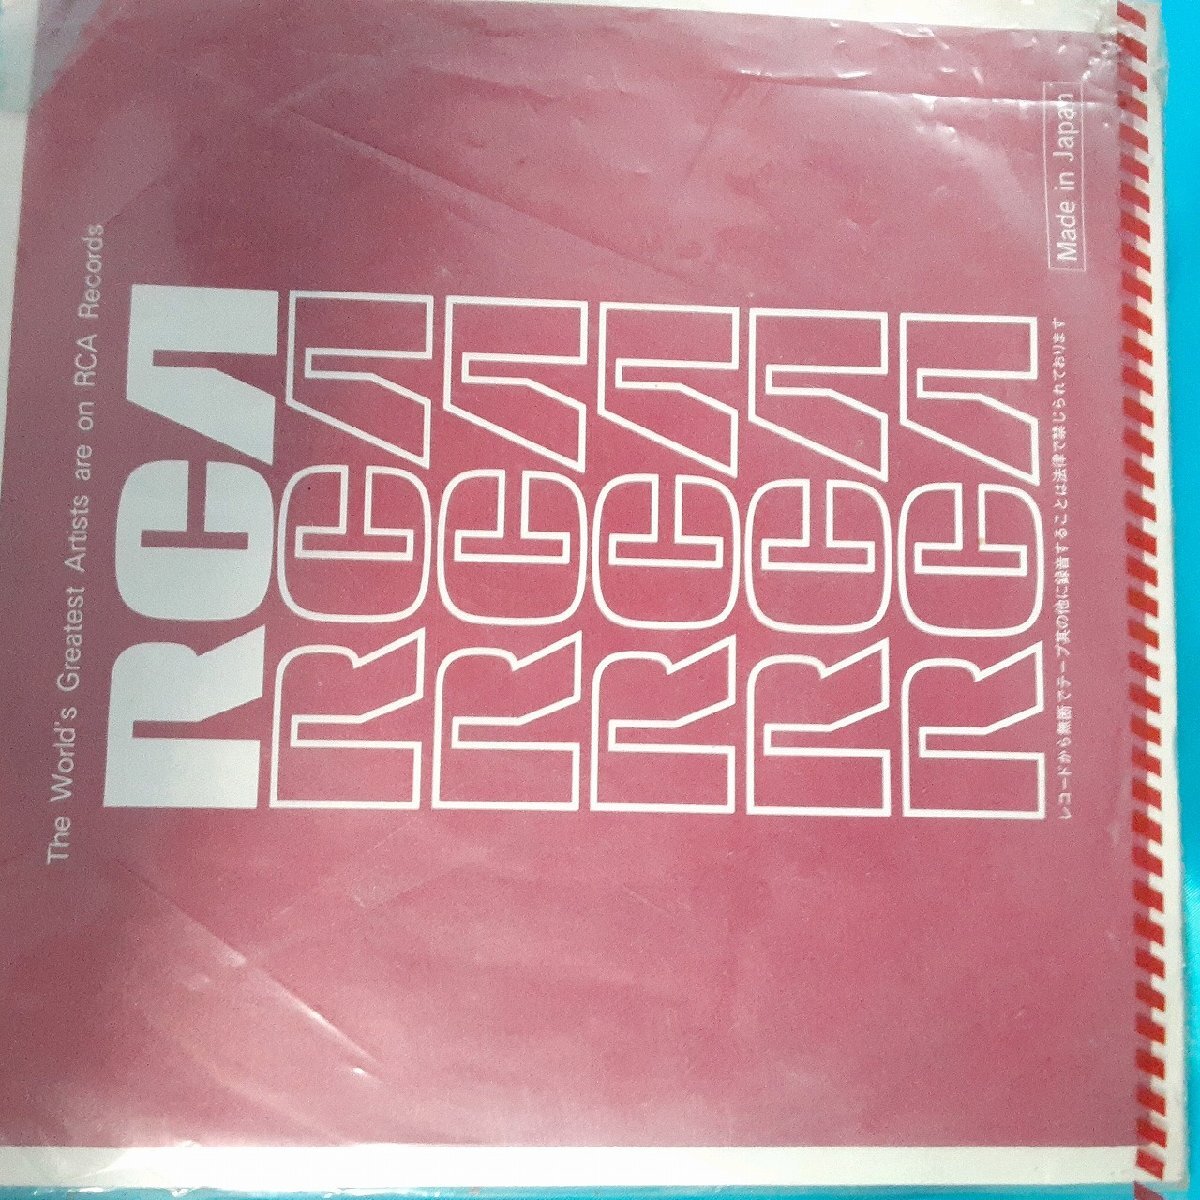 The World's Greatest Artists are on RCA Records
RCA
RCA
RCA
RCA
RCA
RCA
レコードから無断でテープ其の他に録音することは法律で禁じられております
Made in Japan